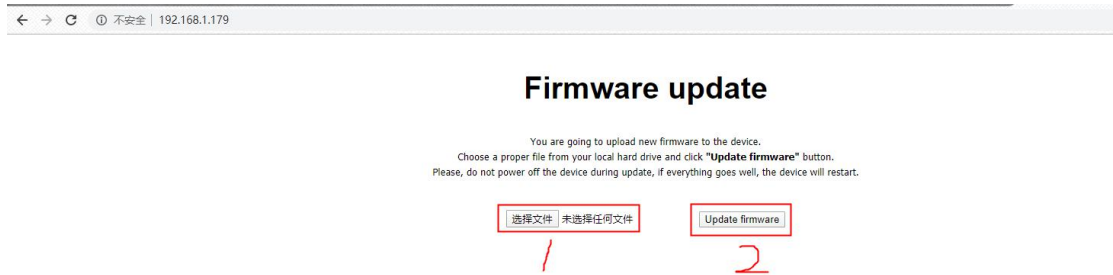 不安全 | 192.168.1.179
Firmware update
You are going to upload new firmware to the device.
Choose a proper file from your local hard drive and click "Update firmware" button.
Please, do not power off the device during update, if everything goes well, the device will restart.
选择文件 未选择任何文件 Update firmware
1 2